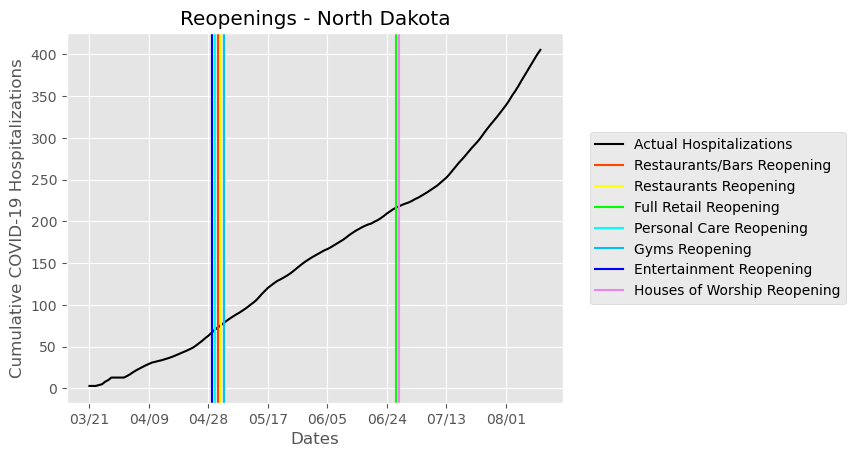 Reopenings - North Dakota
Cumulative COVID-19 Hospitalizations
400
350
300
250
200
150
100
50
0
03/21 04/09 04/28 05/17 06/05 06/24 07/13 08/01
Dates
Actual Hospitalizations
Restaurants/Bars Reopening
Restaurants Reopening
Full Retail Reopening
Personal Care Reopening
Gyms Reopening
Entertainment Reopening
Houses of Worship Reopening